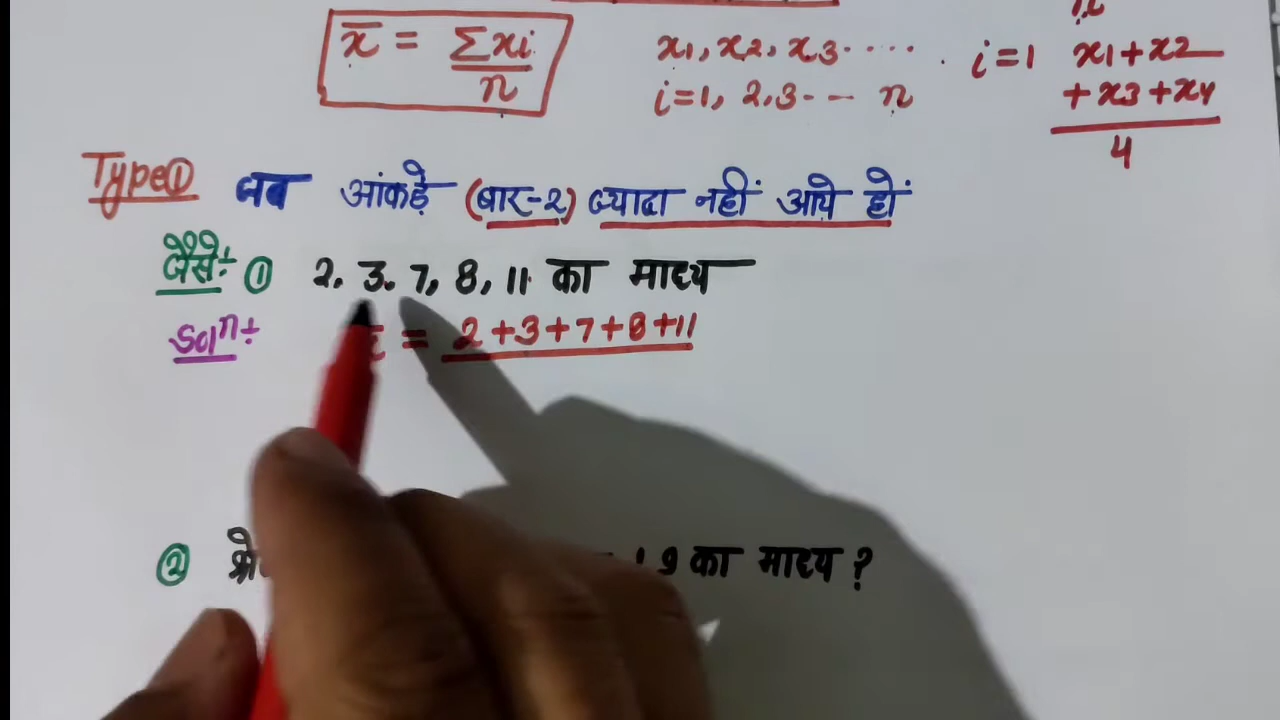 x̄ = Σxi / n
x1, x2, x3 .....
i=1, 2,3--- n
i=1
x1+x2
+x3+x4
4
Type① जब आंकड़े (बार-2) ज्यादा नहीं आये हों
जैसे:- ① 2, 3, 7, 8, 11 का माध्य
Solⁿ÷ = 2+3+7+8+11
② 9 का माध्य ?